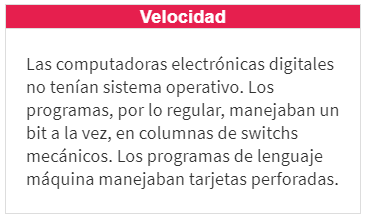 Velocidad
Las computadoras electrónicas digitales
no tenían sistema operativo. Los
programas, por lo regular, manejaban un
bit a la vez, en columnas de switchs
mecánicos. Los programas de lenguaje
máquina manejaban tarjetas perforadas.